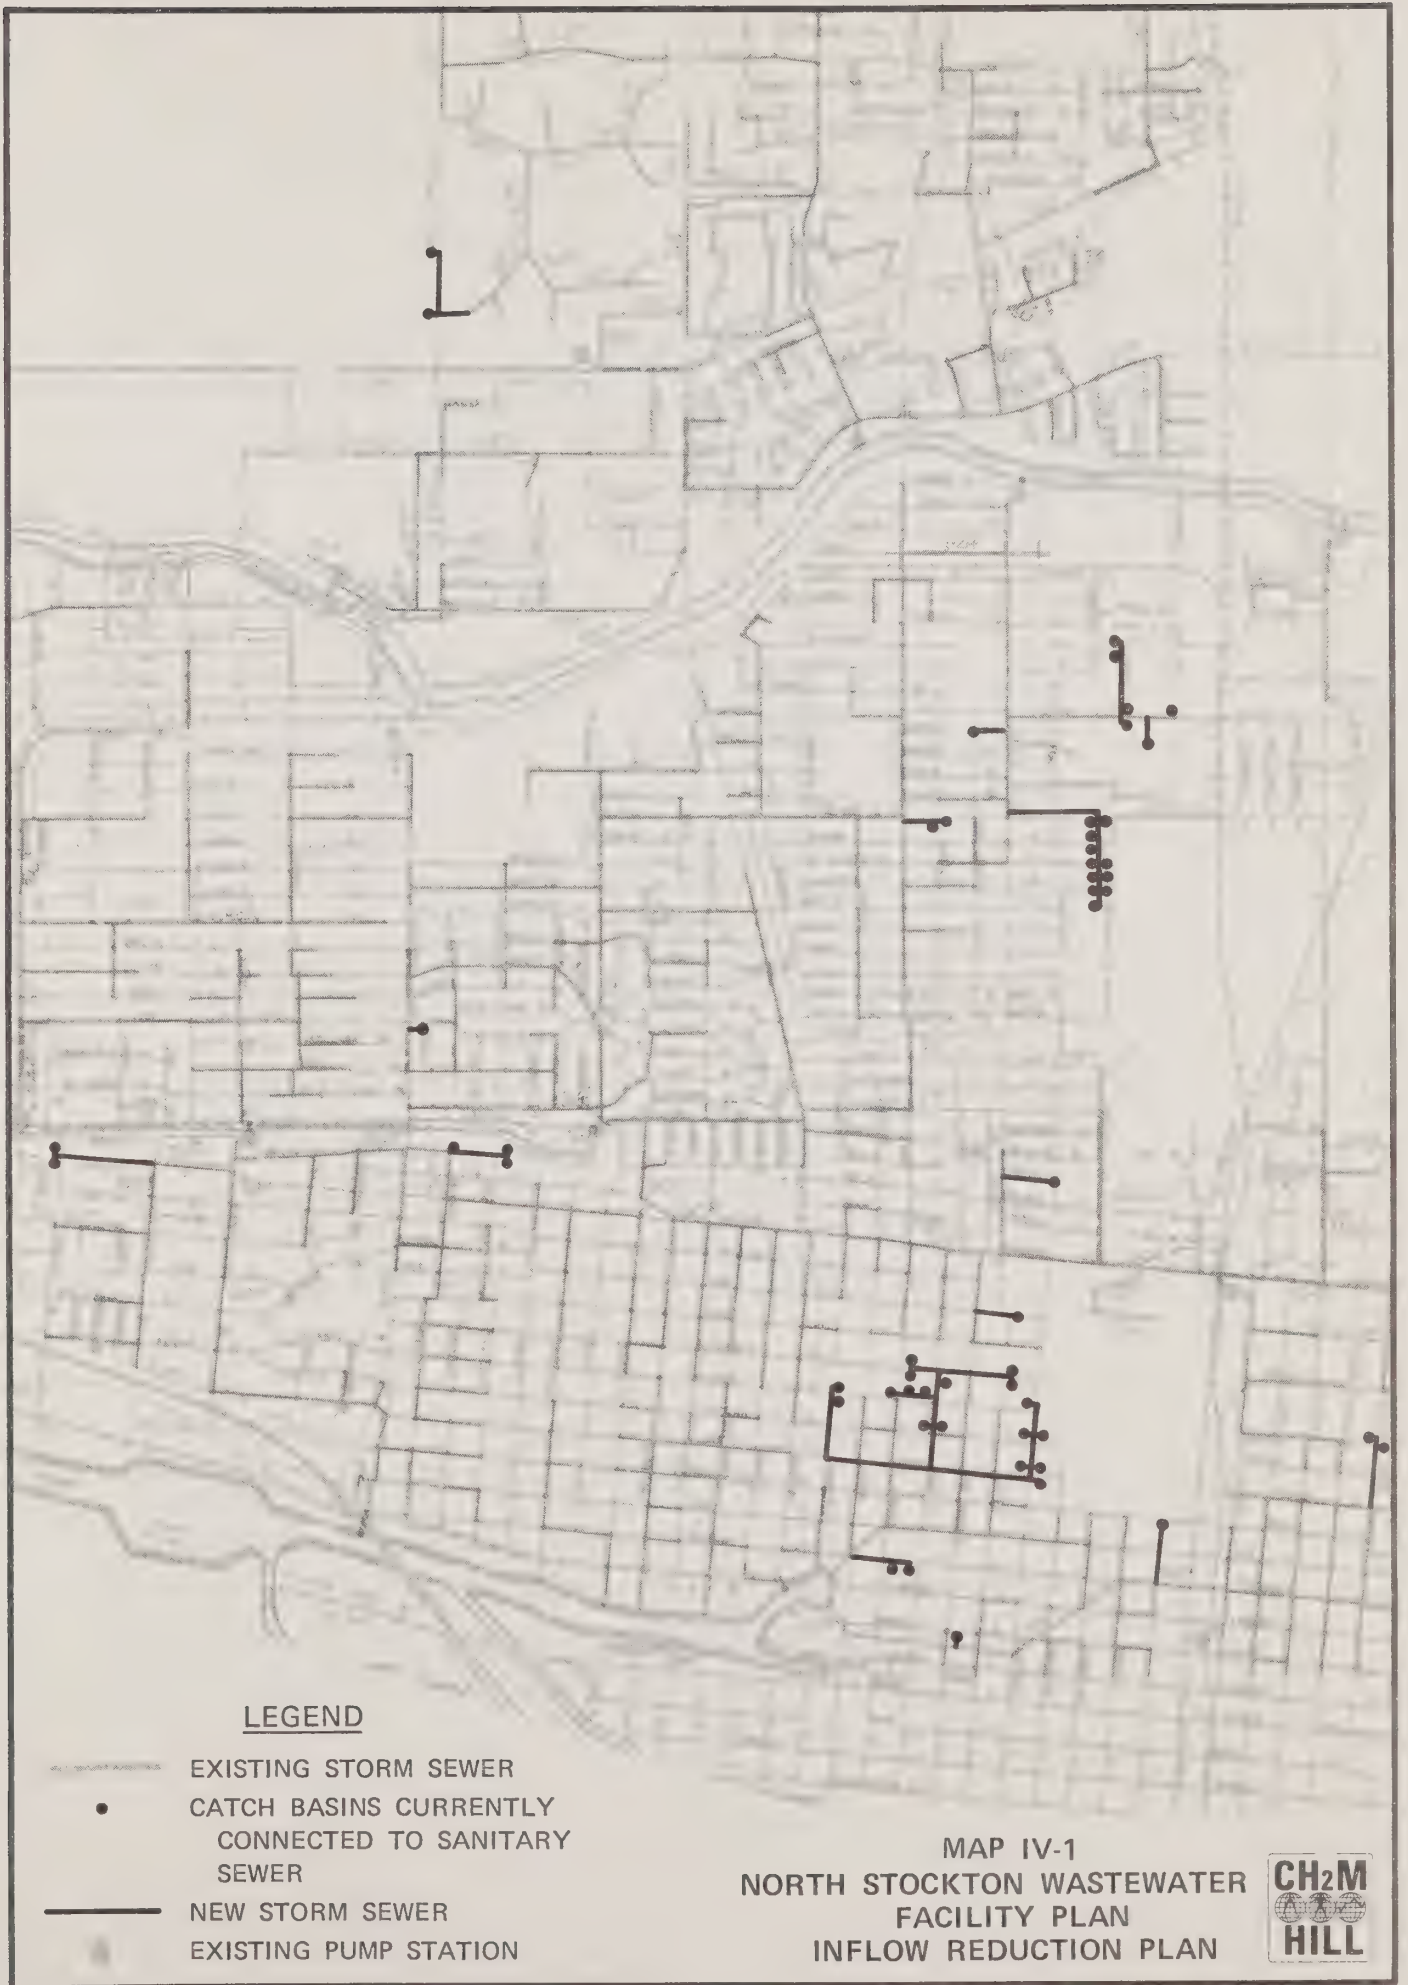 LEGEND
EXISTING STORM SEWER
CATCH BASINS CURRENTLY
CONNECTED TO SANITARY
SEWER
NEW STORM SEWER
EXISTING PUMP STATION
MAP IV-1
NORTH STOCKTON WASTEWATER
FACILITY PLAN
INFLOW REDUCTION PLAN
CH2M
HILL